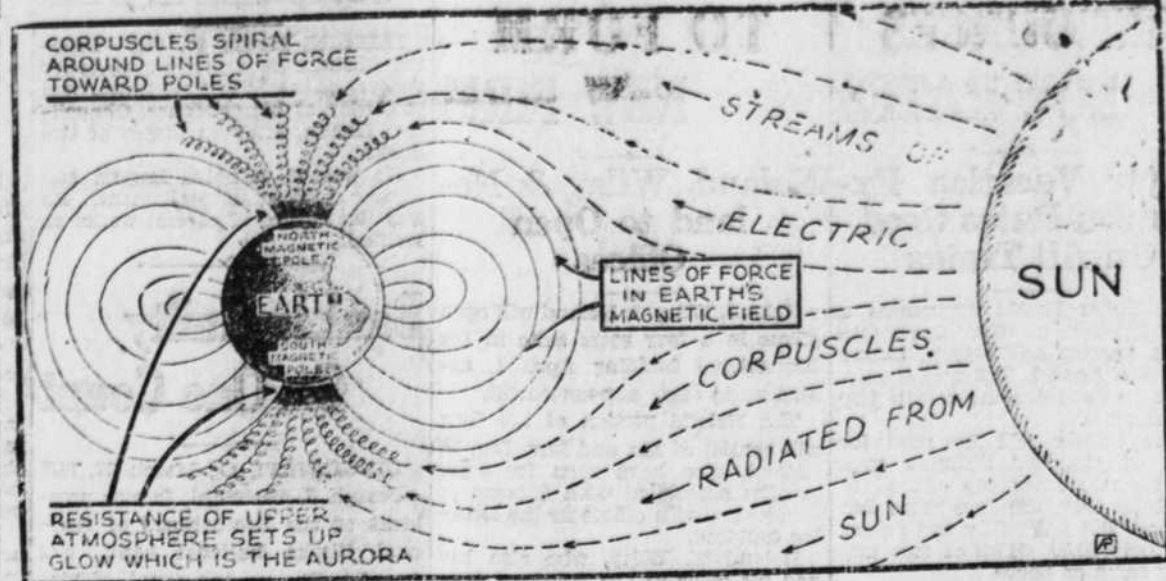 CORPUSCLES SPIRAL
AROUND LINES OF FORCE
TOWARD POLES
STREAMS OF
ELECTRIC
CORPUSCLES.
RADIATED FROM
SUN
NORTH
MAGNETIC
POLE
EARTH
SOUTH
MAGNETIC
POLE
LINES OF FORCE
IN EARTH'S
MAGNETIC FIELD
SUN
RESISTANCE OF UPPER
ATMOSPHERE SETS UP
GLOW WHICH IS THE AURORA
AP